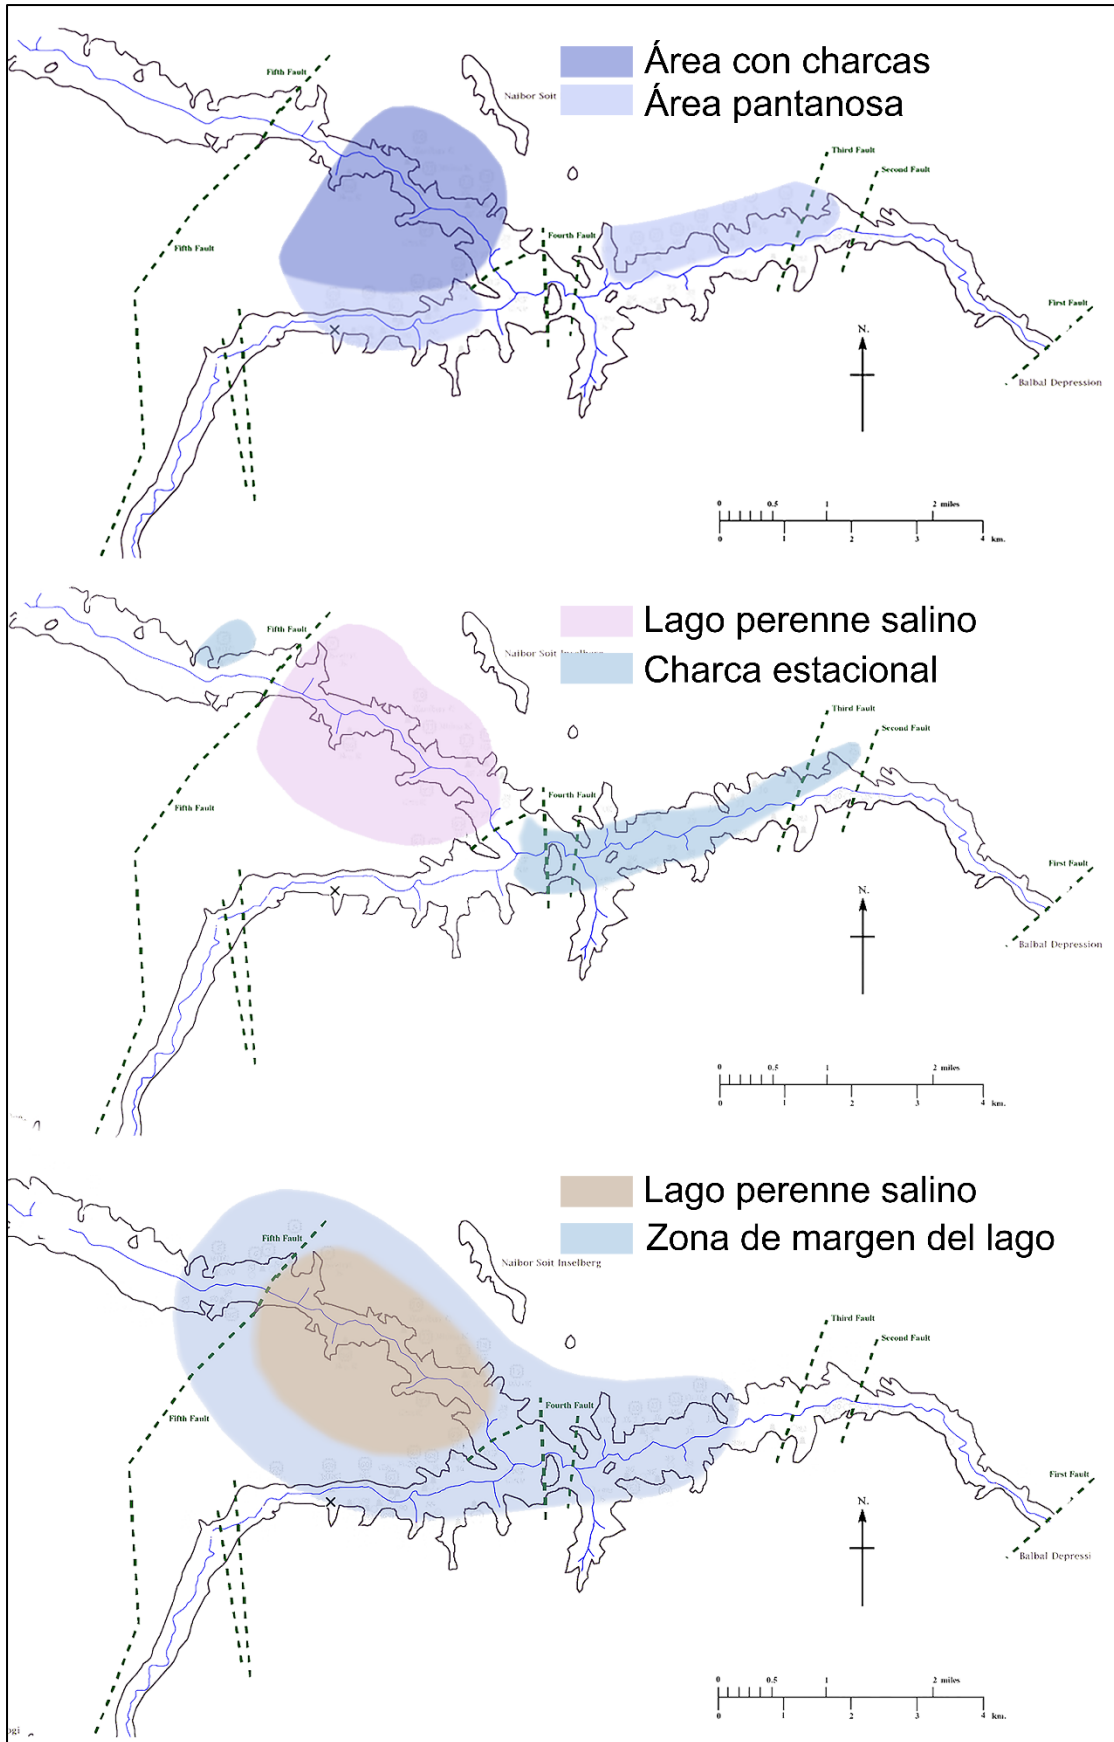 Área con charcas
Área pantanosa
Fifth Fault
Naibor Soit
Third Fault
Second Fault
Fourth Fault
Fifth Fault
First Fault
Balbal Depression
N.
0 0.5 1 2 miles
0 1 2 3 4 km.
Lago perenne salino
Charca estacional
Fifth Fault
Naibor Soit Inselberg
Third Fault
Second Fault
Fourth Fault
Fifth Fault
First Fault
Balbal Depression
N.
0 0.5 1 2 miles
0 1 2 3 4 km.
Lago perenne salino
Zona de margen del lago
Fifth Fault
Naibor Soit Inselberg
Third Fault
Second Fault
Fourth Fault
Fifth Fault
First Fault
Balbal Depressi
N.
0 0.5 1 2 miles
0 1 2 3 4 km.
ogi